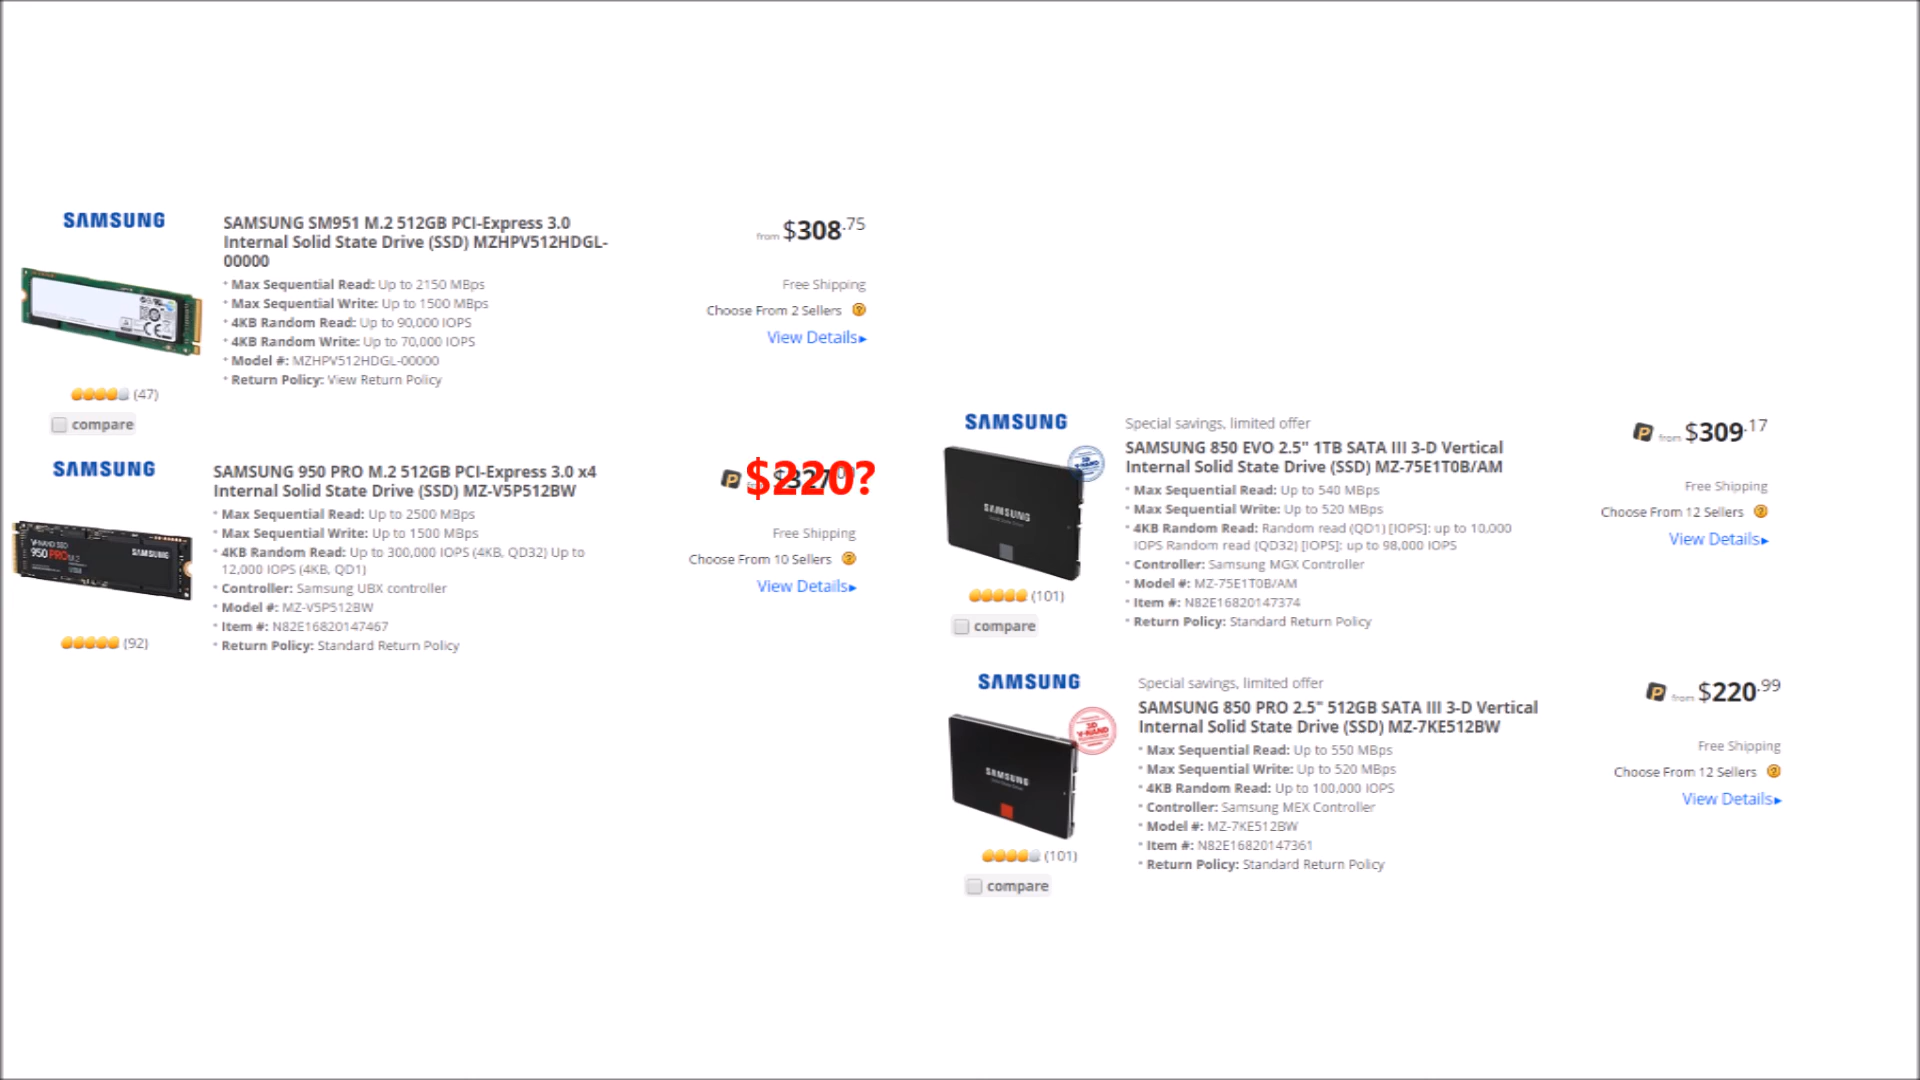 SAMSUNG
SAMSUNG SM951 M.2 512GB PCI-Express 3.0
Internal Solid State Drive (SSD) MZHPV512HDGL-
00000
* Max Sequential Read: Up to 2150 MBps
* Max Sequential Write: Up to 1500 MBps
* 4KB Random Read: Up to 90,000 IOPS
* 4KB Random Write: Up to 70,000 IOPS
* Model #: MZHPV512HDGL-00000
* Return Policy: View Return Policy
(47)
compare
from $308.75
Free Shipping
Choose From 2 Sellers
View Details
SAMSUNG
SAMSUNG 950 PRO M.2 512GB PCI-Express 3.0 x4
Internal Solid State Drive (SSD) MZ-V5P512BW
* Max Sequential Read: Up to 2500 MBps
* Max Sequential Write: Up to 1500 MBps
* 4KB Random Read: Up to 300,000 IOPS (4KB, QD32) Up to
12,000 IOPS (4KB, QD1)
* Controller: Samsung UBX controller
* Model #: MZ-V5P512BW
* Item #: N82E16820147467
* Return Policy: Standard Return Policy
V-NAND SSD
950 PRO
SAMSUNG
(92)
$327
$220?
Free Shipping
Choose From 10 Sellers
View Details
SAMSUNG
Special savings, limited offer
SAMSUNG 850 EVO 2.5" 1TB SATA III 3-D Vertical
Internal Solid State Drive (SSD) MZ-75E1T0B/AM
* Max Sequential Read: Up to 540 MBps
* Max Sequential Write: Up to 520 MBps
* 4KB Random Read: Random read (QD1) [IOPS]: up to 10,000
IOPS Random read (QD32) [IOPS]: up to 98,000 IOPS
* Controller: Samsung MGX Controller
* Model #: MZ-75E1T0B/AM
* Item #: N82E16820147374
* Return Policy: Standard Return Policy
SAMSUNG
(101)
compare
P from $309.17
Free Shipping
Choose From 12 Sellers
View Details
SAMSUNG
Special savings, limited offer
SAMSUNG 850 PRO 2.5" 512GB SATA III 3-D Vertical
Internal Solid State Drive (SSD) MZ-7KE512BW
* Max Sequential Read: Up to 550 MBps
* Max Sequential Write: Up to 520 MBps
* 4KB Random Read: Up to 100,000 IOPS
* Controller: Samsung MEX Controller
* Model #: MZ-7KE512BW
* Item #: N82E16820147361
* Return Policy: Standard Return Policy
3D
V-NAND
SAMSUNG
(101)
compare
P from $220.99
Free Shipping
Choose From 12 Sellers
View Details